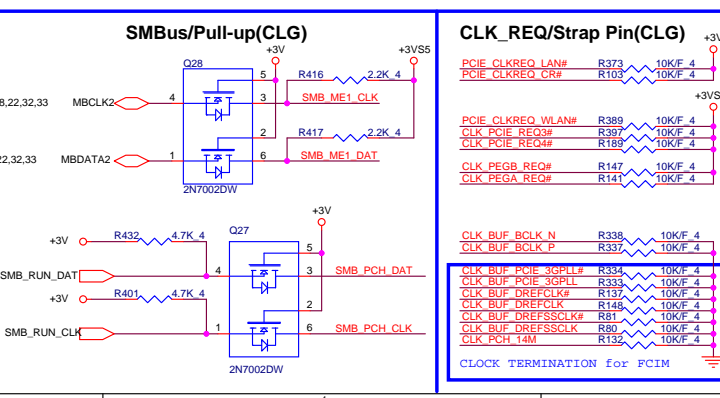 SMBus/Pull-up(CLG)
+3V
+3VS5
Q28
R416
2.2K_4
5
8,22,32,33
MBCLK2
4
3
SMB_ME1_CLK
2
R417
2.2K_4
22,32,33
MBDATA2
1
6
SMB_ME1_DAT
2N7002DW
+3V
+3V
R432
4.7K_4
Q27
5
SMB_RUN_DAT
4
3
SMB_PCH_DAT
+3V
R401
4.7K_4
2
SMB_RUN_CLK
1
6
SMB_PCH_CLK
2N7002DW
CLK_REQ/Strap Pin(CLG)
+3V
PCIE_CLKREQ_LAN# R373 10K/F_4
PCIE_CLKREQ_CR# R103 10K/F_4
+3VS
PCIE_CLKREQ_WLAN# R389 10K/F_4
CLK_PCIE_REQ3# R397 10K/F_4
CLK_PCIE_REQ4# R189 10K/F_4
CLK_PEGB_REQ# R147 10K/F_4
CLK_PEGA_REQ# R141 10K/F_4
CLK_BUF_BCLK_N R338 10K/F_4
CLK_BUF_BCLK_P R337 10K/F_4
CLK_BUF_PCIE_3GPLL# R334 10K/F_4
CLK_BUF_PCIE_3GPLL R333 10K/F_4
CLK_BUF_DREFCLK# R137 10K/F_4
CLK_BUF_DREFCLK R148 10K/F_4
CLK_BUF_DREFSSCLK# R81 10K/F_4
CLK_BUF_DREFSSCLK R80 10K/F_4
CLK_PCH_14M R132 10K/F_4
CLOCK TERMINATION for FCIM